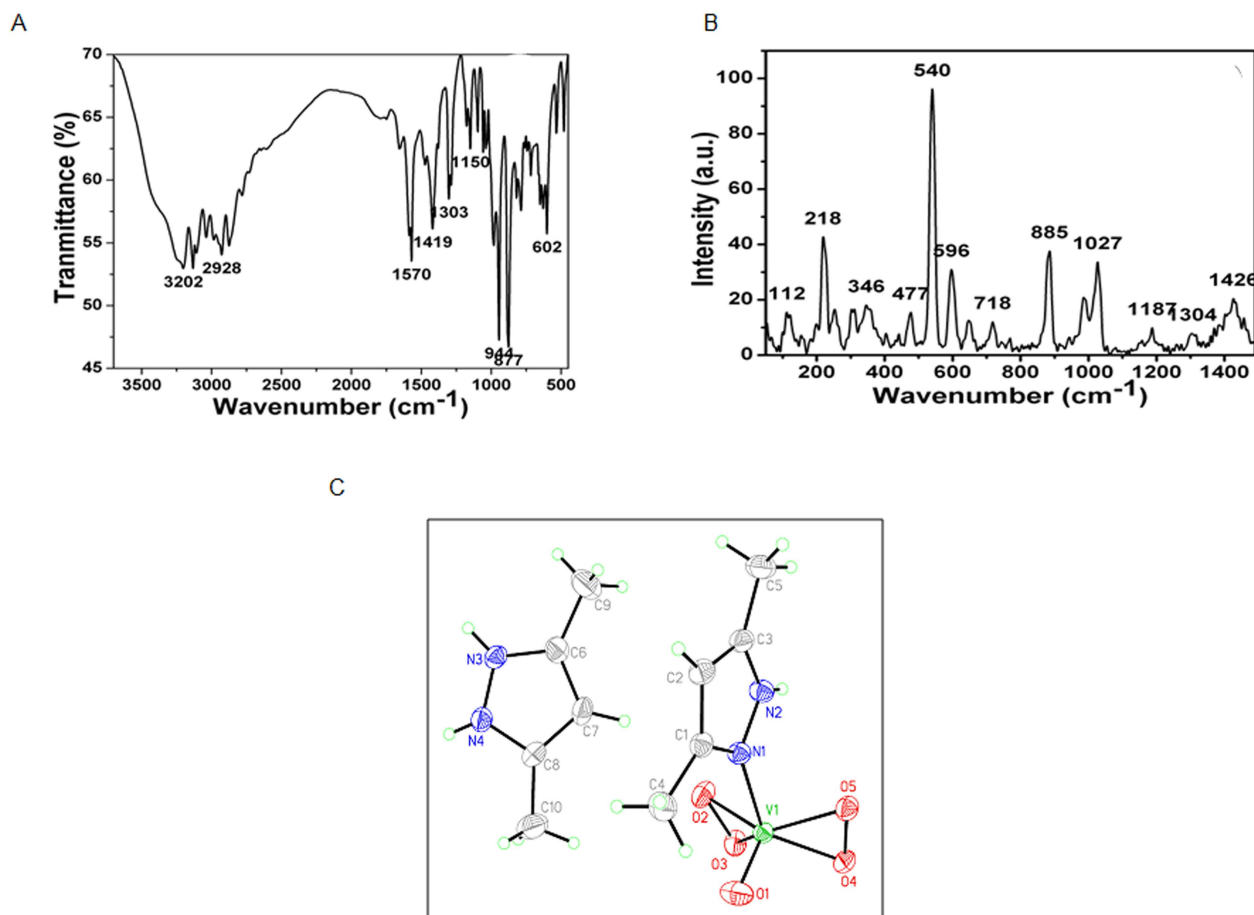 A
Tranmittance (%)
70
65
60
55
50
45
3202
2928
1570
1419
1303
1150
944
877
602
3500
3000
2500
2000
1500
1000
500
Wavenumber (cm-1)
B
Intensity (a.u.)
100
80
60
40
20
0
112
218
346
477
540
596
718
885
1027
1187
1304
1426
200
400
600
800
1000
1200
1400
Wavenumber (cm-1)
C
C9
N3
C6
N4
C7
C8
C10
C5
C3
C2
N2
C1
N1
C4
O2
V1
O5
O3
O4
O1